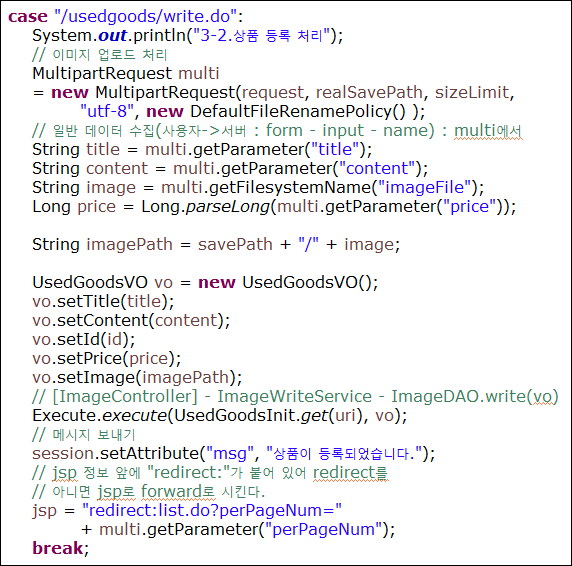 case "/usedgoods/write.do":
System.out.println("3-2.상품 등록 처리");
// 이미지 업로드 처리
MultipartRequest multi
= new MultipartRequest(request, realSavePath, sizeLimit,
"utf-8", new DefaultFileRenamePolicy() );
// 일반 데이터 수집(사용자->서버 : form - input - name) : multi에서
String title = multi.getParameter("title");
String content = multi.getParameter("content");
String image = multi.getFilesystemName("imageFile");
Long price = Long.parseLong(multi.getParameter("price"));
String imagePath = savePath + "/" + image;
UsedGoodsVO vo = new UsedGoodsVO();
vo.setTitle(title);
vo.setContent(content);
vo.setId(id);
vo.setPrice(price);
vo.setImage(imagePath);
// [ImageController] - ImageWriteService - ImageDAO.write(vo)
Execute.execute(UsedGoodsInit.get(uri), vo);
// 메시지 보내기
session.setAttribute("msg", "상품이 등록되었습니다.");
// jsp 정보 앞에 "redirect:"가 붙어 있어 redirect를
// 아니면 jsp로 forward로 시킨다.
jsp = "redirect:list.do?perPageNum="
+ multi.getParameter("perPageNum");
break;